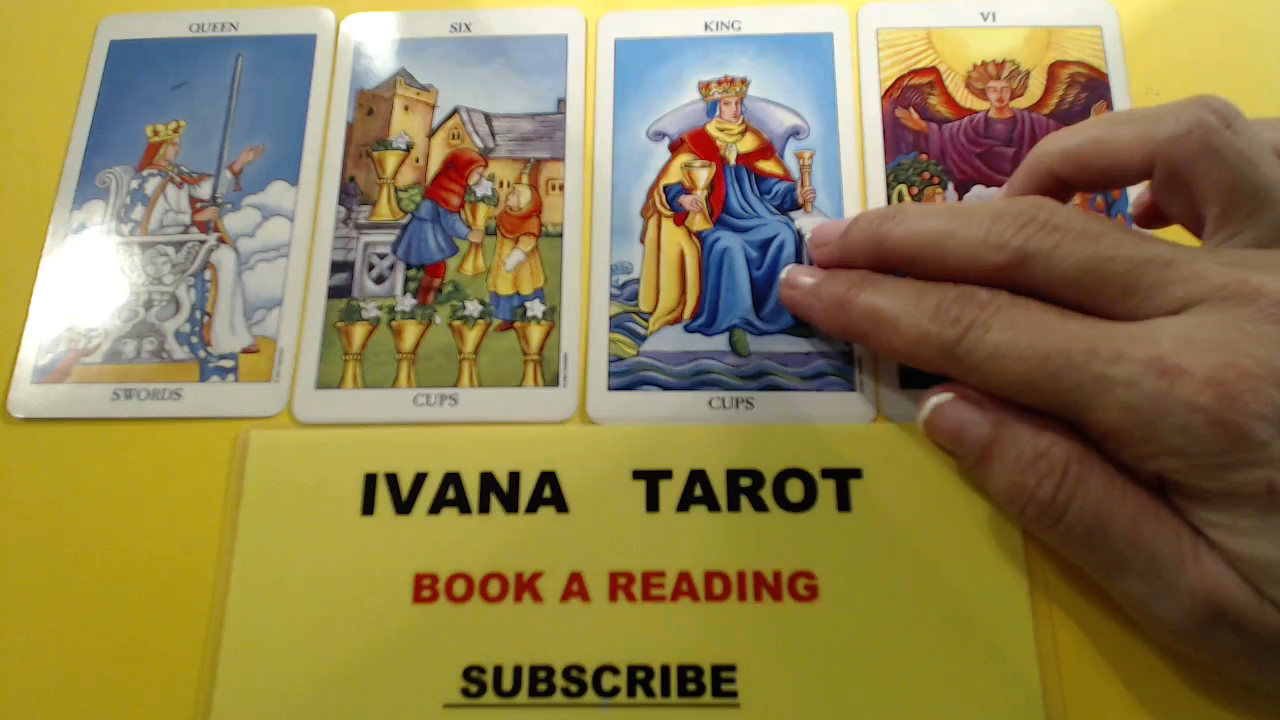 QUEEN
SIX
KING
VI
SWORDS
CUPS
CUPS
IVANA TAROT
BOOK A READING
SUBSCRIBE